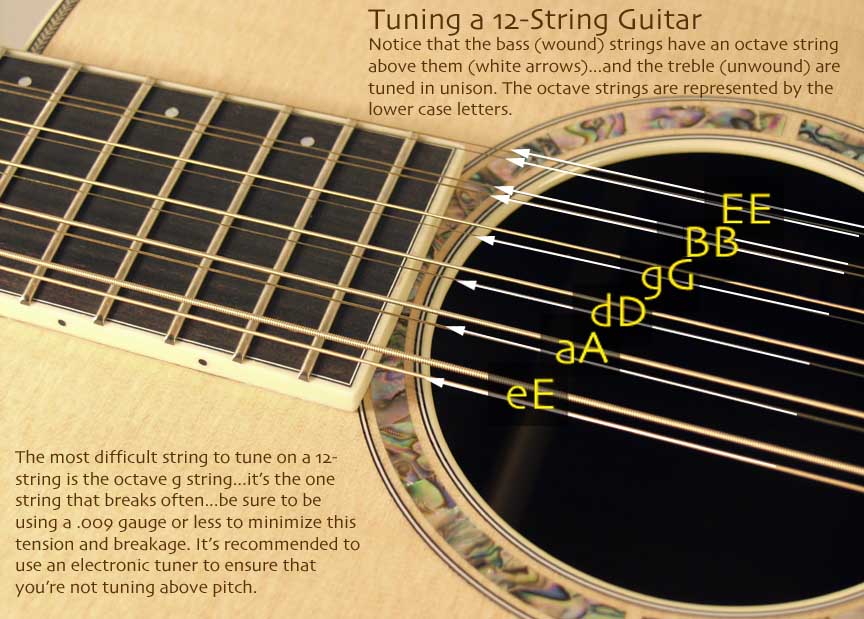 Tuning a 12-String Guitar
Notice that the bass (wound) strings have an octave string
above them (white arrows)...and the treble (unwound) are
tuned in unison. The octave strings are represented by the
lower case letters.
EE
BB
gG
dD
aA
eE
The most difficult string to tune on a 12-
string is the octave g string...it's the one
string that breaks often...be sure to be
using a .009 gauge or less to minimize this
tension and breakage. It's recommended to
use an electronic tuner to ensure that
you're not tuning above pitch.